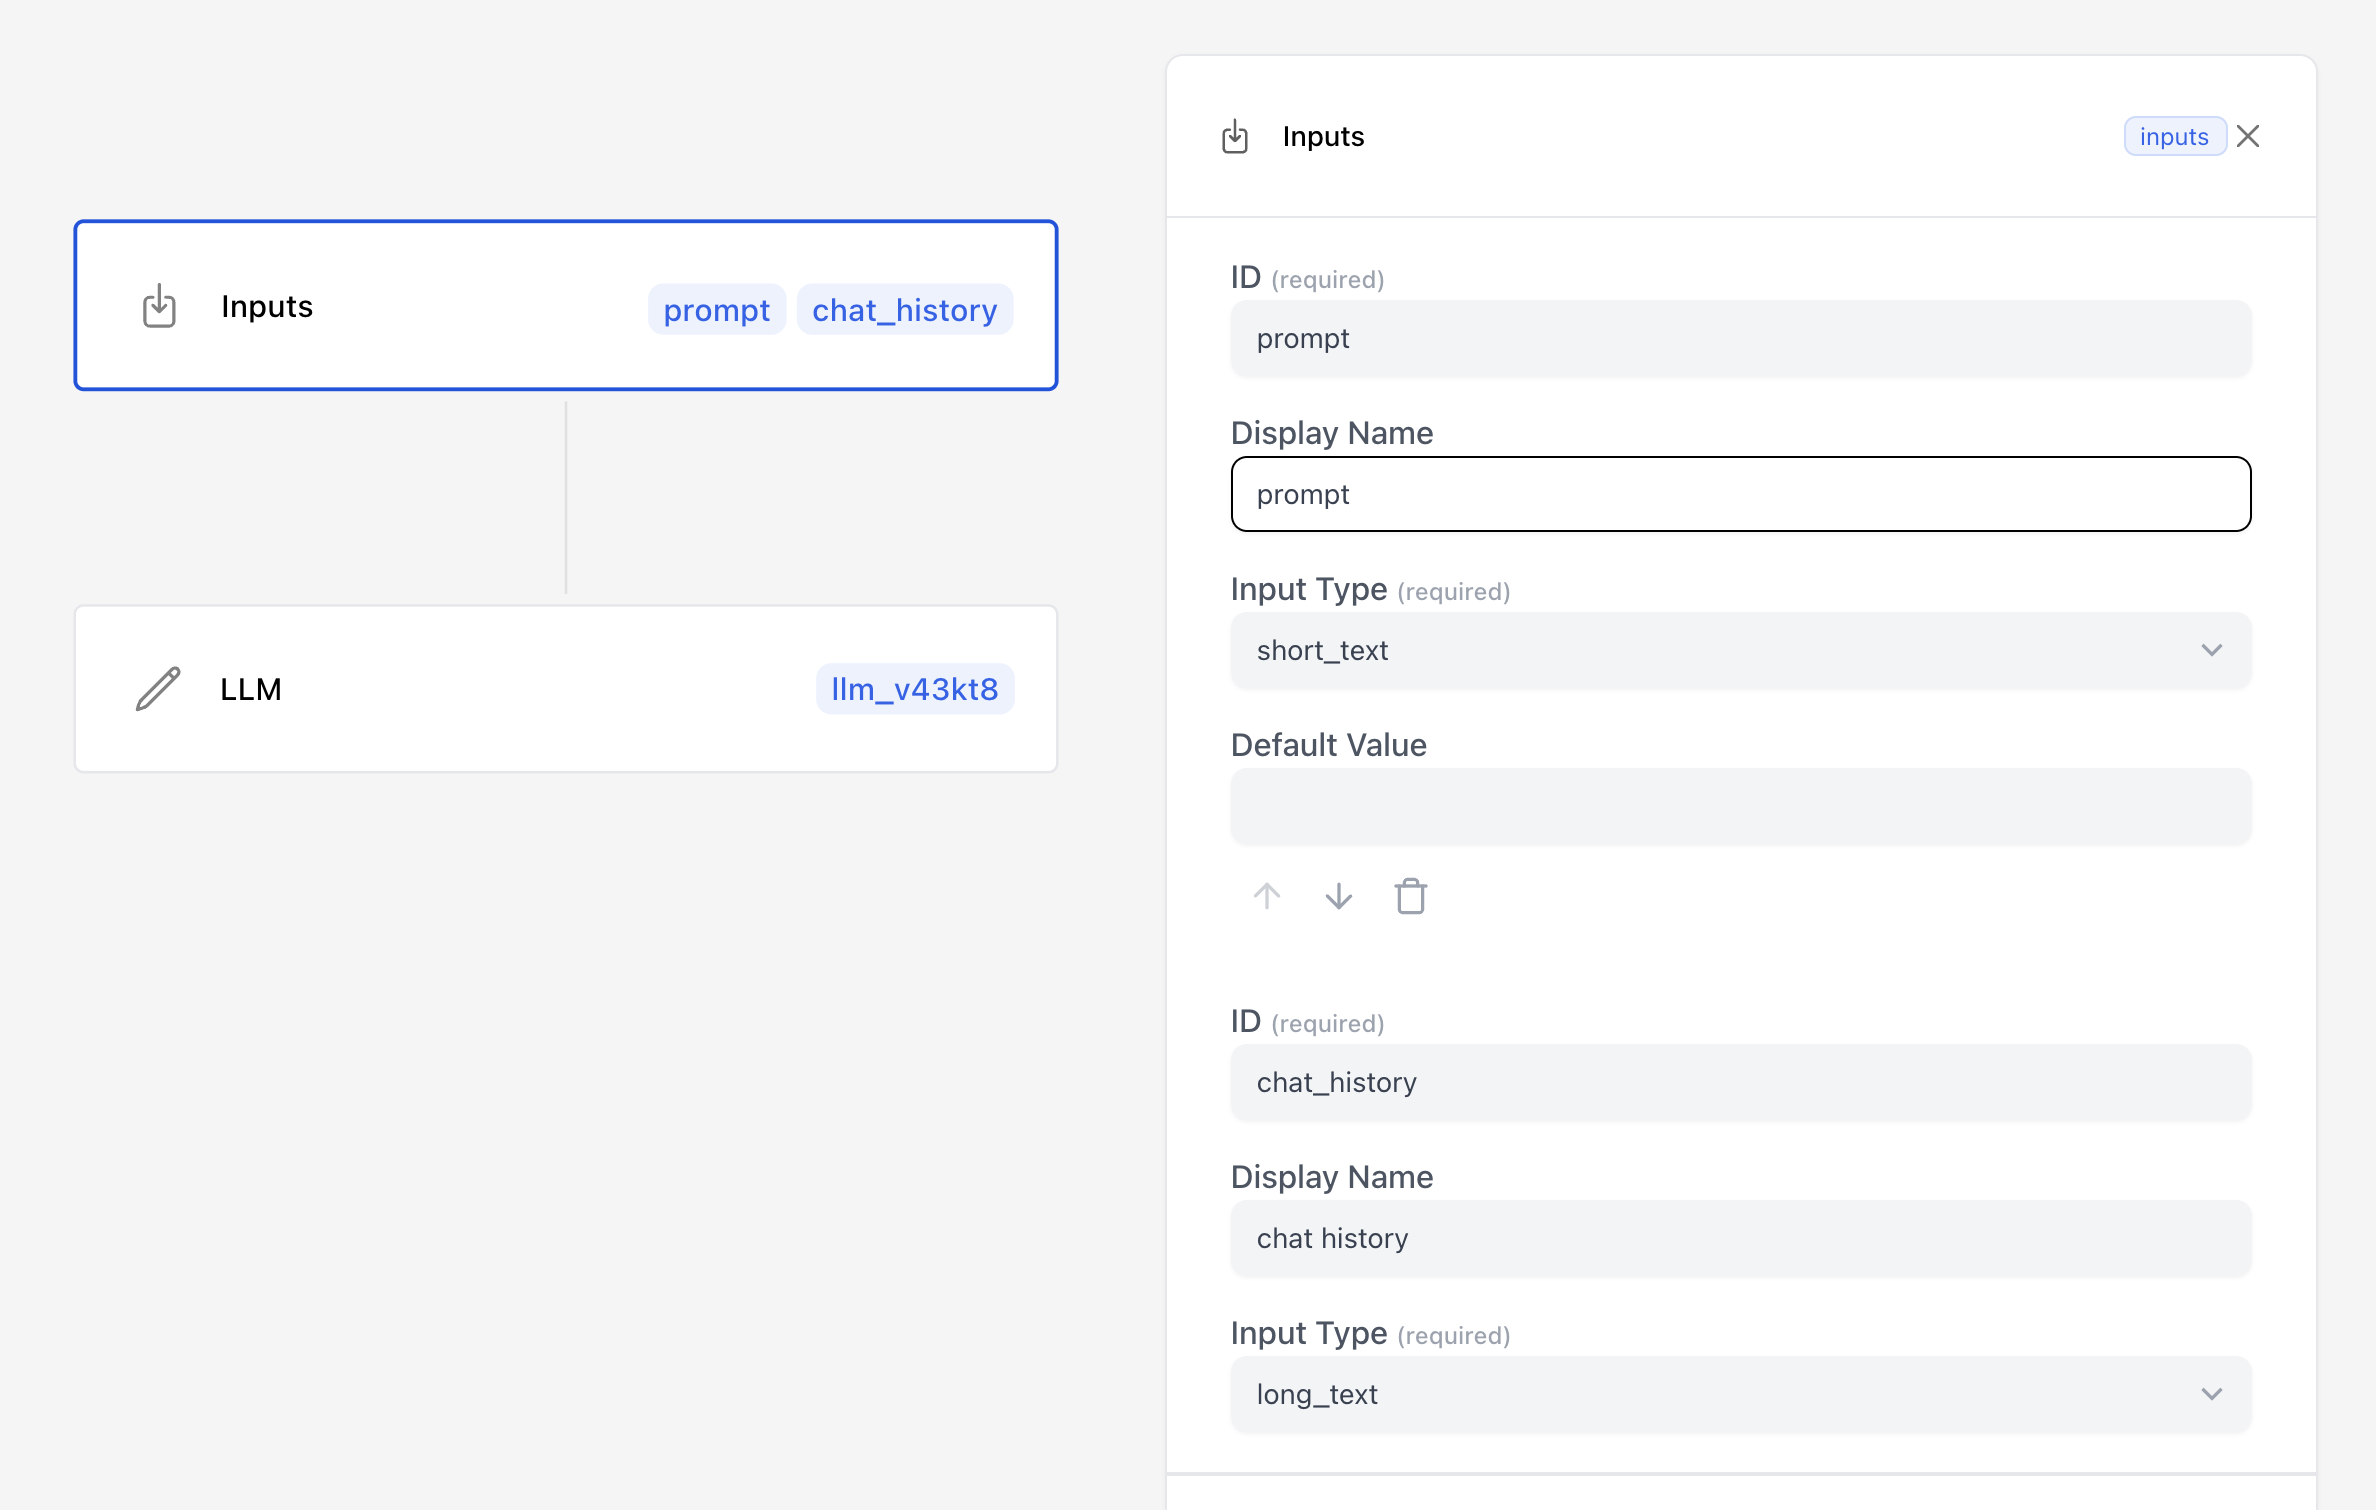 Inputs
prompt chat_history
LLM
llm_v43kt8
Inputs
inputs
ID (required)
prompt
Display Name
prompt
Input Type (required)
short_text
Default Value
ID (required)
chat_history
Display Name
chat history
Input Type (required)
long_text